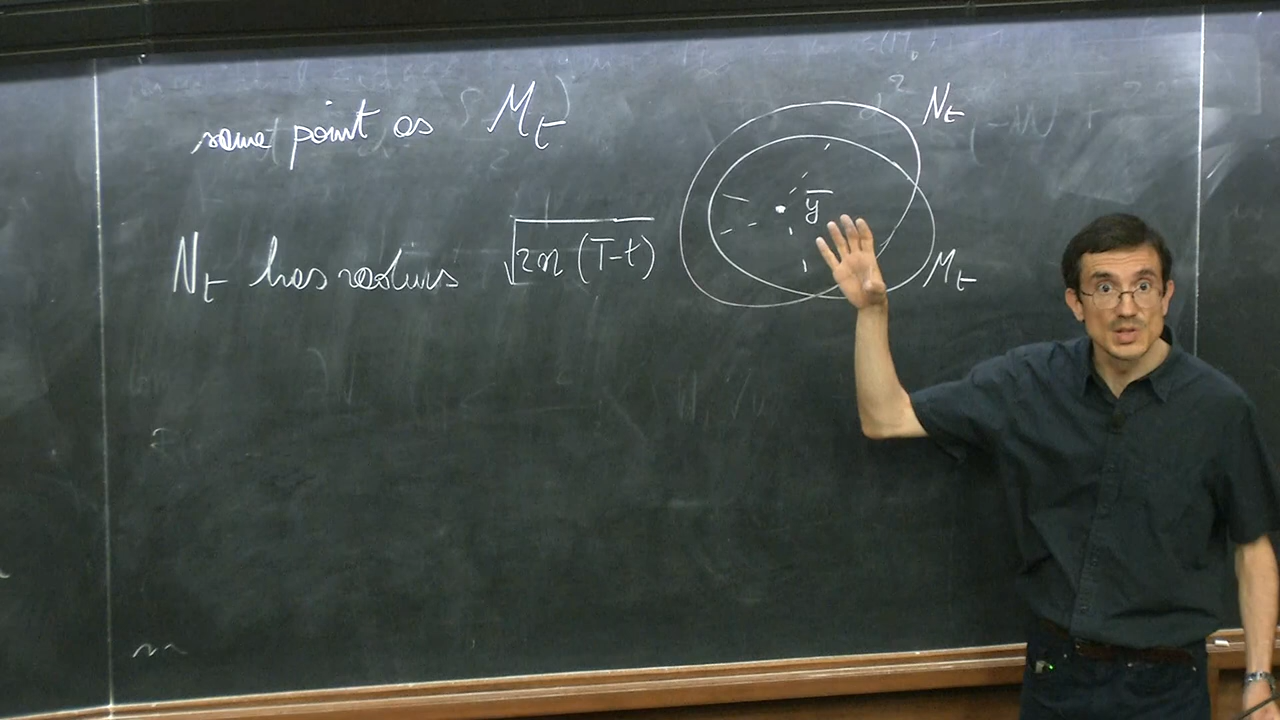 same point as M_t
N_t has radius √2n(T-t)
N_t
ȳ
M_t